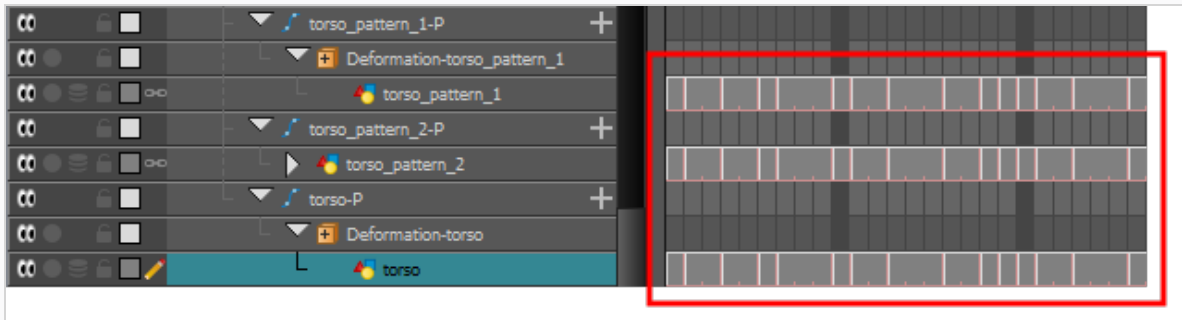 torso_pattern_1-P
Deformation-torso_pattern_1
torso_pattern_1
torso_pattern_2-P
torso_pattern_2
torso-P
Deformation-torso
torso